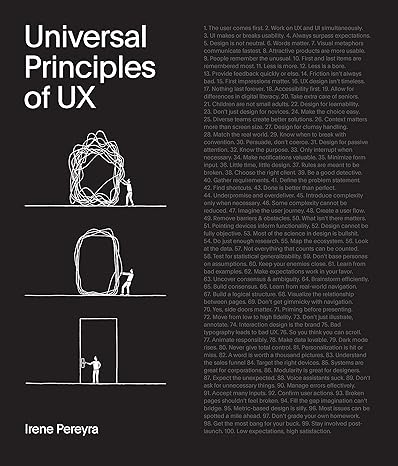 Universal
Principles
of UX
1. The user comes first. 2. Work on UX and UI simultaneously.
3. UI makes or breaks usability. 4. Always surpass expectations.
5. Design is not neutral. 6. Words matter. 7. Visual metaphors
communicate fastest. 8. Attractive products are more usable.
9. People remember the unusual. 10. First and last items are
remembered most. 11. Less is more. 12. Less is a bore.
13. Provide feedback quickly or else. 14. Friction isn't always
bad. 15. First impressions matter. 16. UX design isn't timeless.
17. Nothing last forever. 18. Accessibility first. 19. Allow for
differences in digital literacy. 20. Take extra care of seniors.
21. Children are not small adults. 22. Design for learnability.
23. Don't just design for novices. 24. Make the choice easy.
25. Diverse teams create better solutions. 26. Context matters
more than screen size. 27. Design for clumsy handling.
28. Match the real world. 29. Know when to break with
convention. 30. Persuade, don't coerce. 31. Design for passive
attention. 32. Know the purpose. 33. Only interrupt when
necessary. 34. Make notifications valuable. 35. Minimize form
input. 36. Little time, little design. 37. Rules are meant to be
broken. 38. Choose the right client. 39. Be a good detective.
40. Gather requirements. 41. Define the problem statement.
42. Find shortcuts. 43. Done is better than perfect.
44. Underpromise and overdeliver. 45. Introduce complexity
only when necessary. 46. Some complexity cannot be
reduced. 47. Imagine the user journey. 48. Create a user flow.
49. Remove barriers & obstacles. 50. What isn't there matters.
51. Pointing devices inform functionality. 52. Design cannot be
fully objective. 53. Most of the science in design is bullshit.
54. Do just enough research. 55. Map the ecosystem. 56. Look
at the data. 57. Not everything that counts can be counted.
58. Test for statistical generalizability. 59. Don't base personas
on assumptions. 60. Keep your enemies close. 61. Learn from
bad examples. 62. Make expectations work in your favor.
63. Uncover consensus & ambiguity. 64. Brainstorm efficiently.
65. Build consensus. 66. Learn from real-world navigation.
67. Build a logical structure. 68. Visualize the relationship
between pages. 69. Don't get gimmicky with navigation.
70. Yes, side doors matter. 71. Priming before presenting.
72. Move from low to high fidelity. 73. Don't just illustrate,
annotate. 74. Interaction design is the brand 75. Bad
typography leads to bad UX. 76. So you think you can scroll.
77. Animate responsibly. 78. Make data lovable. 79. Dark mode
rises. 80. Never give total control. 81. Personalization is hit or
miss. 82. A word is worth a thousand pictures. 83. Understand
the sales funnel 84. Target the right devices. 85. Systems are
great for corporations. 86. Modularity is great for designers.
87. Expect the unexpected. 88. Voice assistants suck. 89. Don't
ask for unnecessary things. 90. Manage errors effectively.
91. Accept many inputs. 92. Confirm user actions. 93. Broken
pages shouldn't feel broken. 94. Fill the gap imagination can't
bridge. 95. Metric-based design is silly. 96. Most issues can be
spotted a mile ahead. 97. Don't grade your own homework.
98. Get the most bang for your buck. 99. Stay involved post-
launch. 100. Low expectations, high satisfaction.
Irene Pereyra